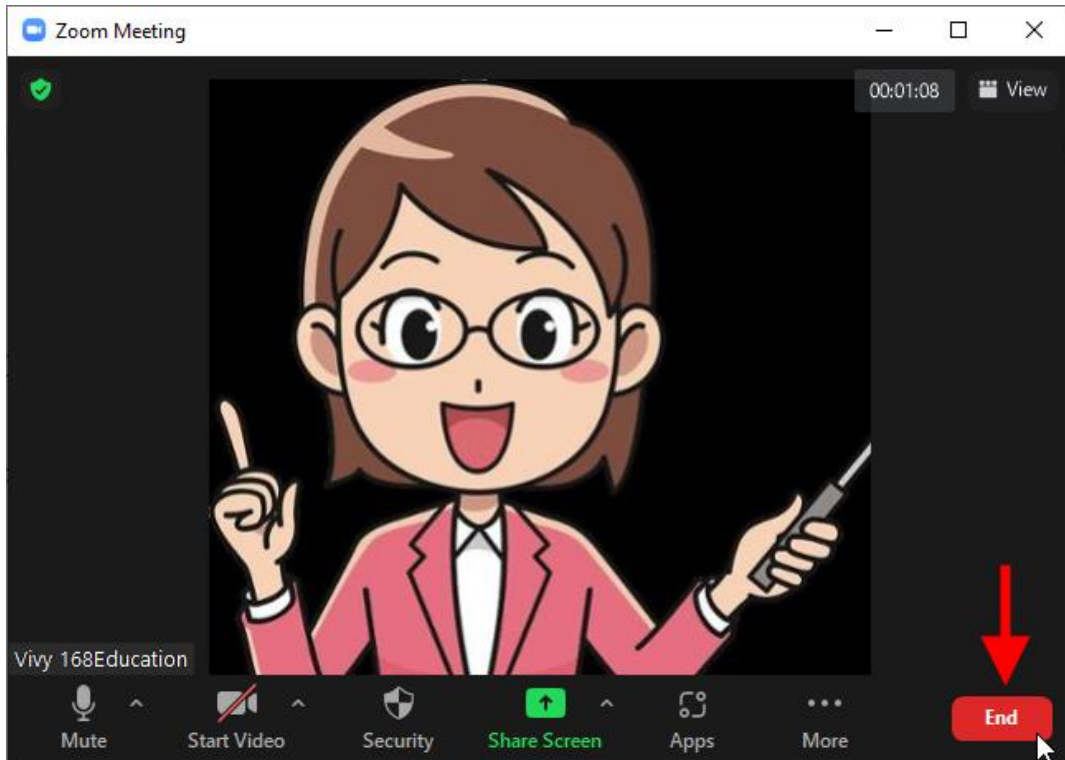 Zoom Meeting
00:01:08 View
Vivy 168Education
Mute Start Video Security Share Screen Apps More End